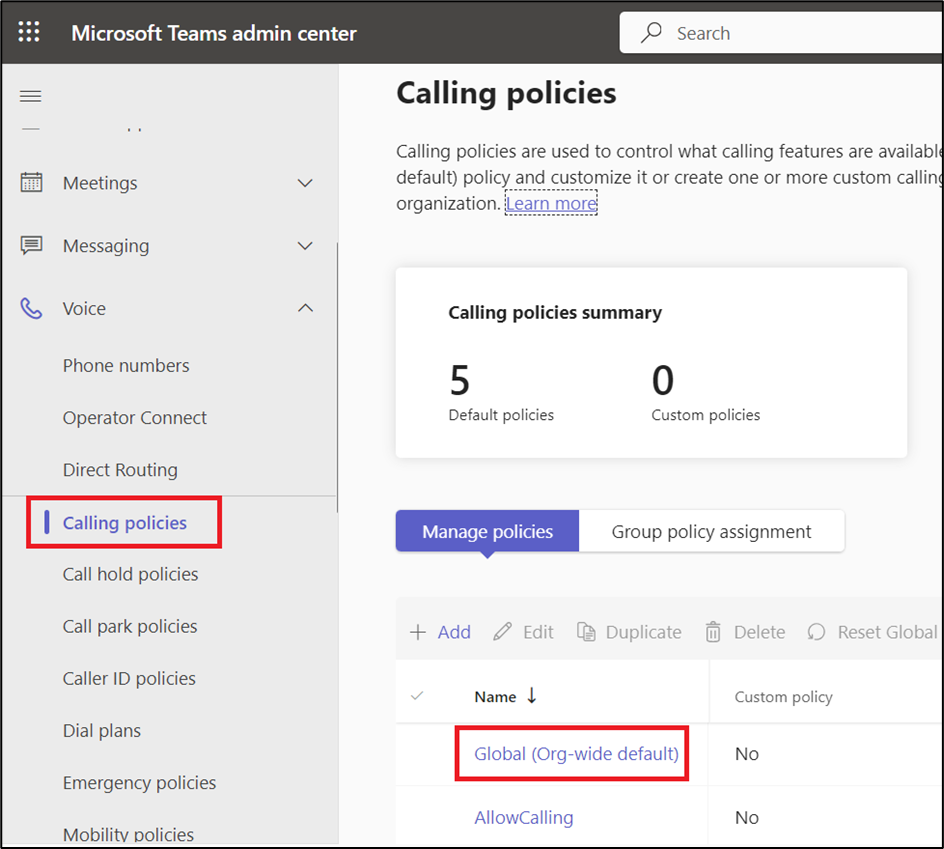 Microsoft Teams admin center
Search
Meetings
Messaging
Voice
Phone numbers
Operator Connect
Direct Routing
Calling policies
Call hold policies
Call park policies
Caller ID policies
Dial plans
Emergency policies
Mobility policies
Calling policies
Calling policies are used to control what calling features are available
default) policy and customize it or create one or more custom calling
organization. Learn more
Calling policies summary
5
Default policies
0
Custom policies
Manage policies
Group policy assignment
+ Add Edit Duplicate Delete Reset Global
Name ↓ Custom policy
Global (Org-wide default) No
AllowCalling No